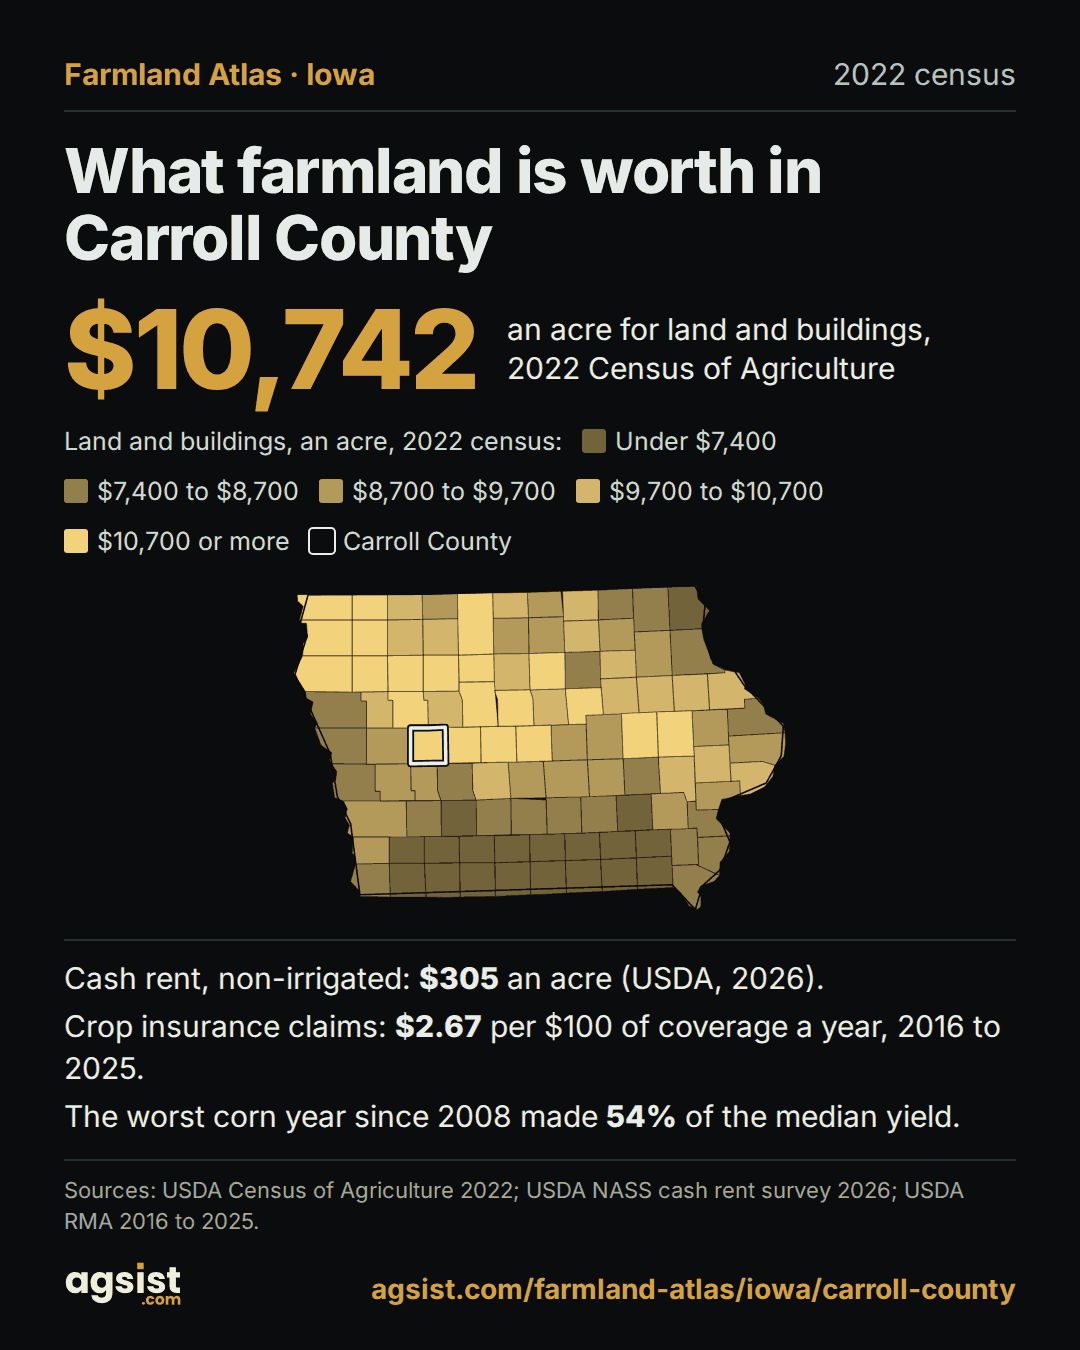 Farmland Atlas · Iowa
2022 census
What farmland is worth in
Carroll County
$10,742
an acre for land and buildings,
2022 Census of Agriculture
Land and buildings, an acre, 2022 census: Under $7,400
$7,400 to $8,700 $8,700 to $9,700 $9,700 to $10,700
$10,700 or more Carroll County
Cash rent, non-irrigated: $305 an acre (USDA, 2026).
Crop insurance claims: $2.67 per $100 of coverage a year, 2016 to
2025.
The worst corn year since 2008 made 54% of the median yield.
Sources: USDA Census of Agriculture 2022; USDA NASS cash rent survey 2026; USDA
RMA 2016 to 2025.
agsist
.com
agsist.com/farmland-atlas/iowa/carroll-county